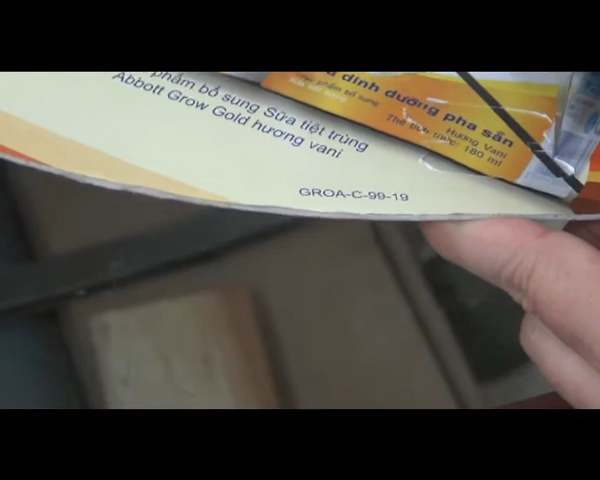 phẩm bổ sung Sữa tiệt trùng
Abbott Grow Gold hương vani
GROA-C-99-19
dinh dưỡng pha sẵn
Hương Vani
Thể tích thực: 180 ml